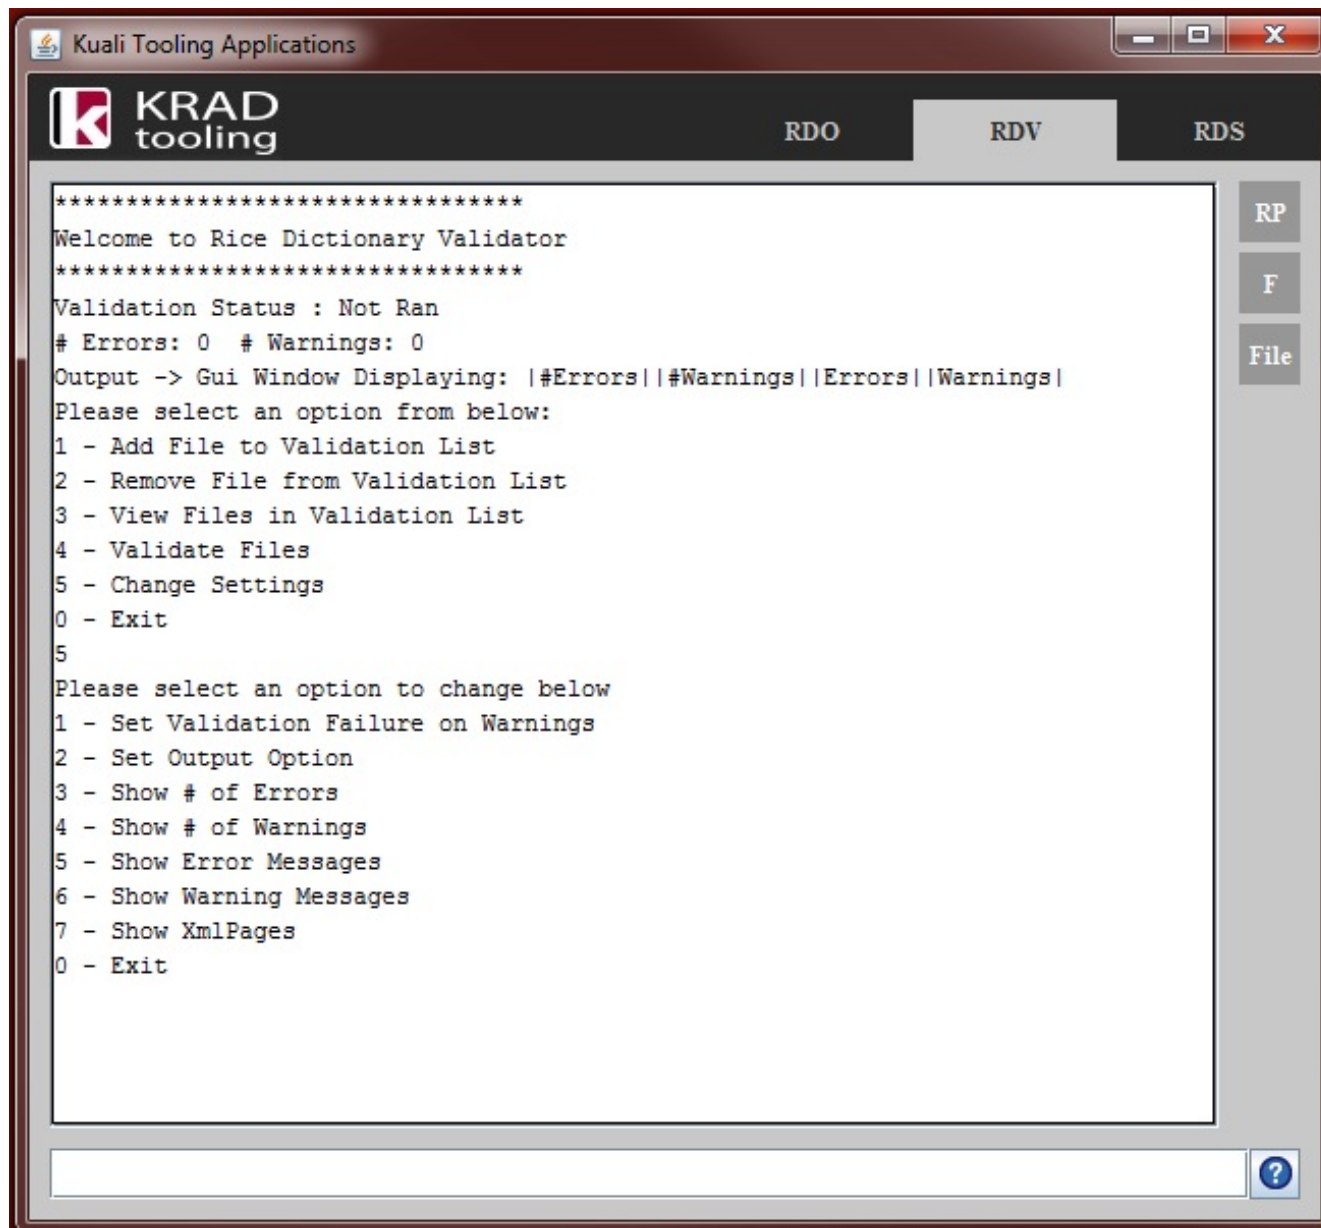 Kuali Tooling Applications
KRAD
tooling
RDO
RDV
RDS
**********************************
Welcome to Rice Dictionary Validator
**********************************
Validation Status : Not Ran
# Errors: 0  # Warnings: 0
Output -> Gui Window Displaying: |#Errors||#Warnings||Errors||Warnings|
Please select an option from below:
1 - Add File to Validation List
2 - Remove File from Validation List
3 - View Files in Validation List
4 - Validate Files
5 - Change Settings
0 - Exit
5
Please select an option to change below
1 - Set Validation Failure on Warnings
2 - Set Output Option
3 - Show # of Errors
4 - Show # of Warnings
5 - Show Error Messages
6 - Show Warning Messages
7 - Show XmlPages
0 - Exit
RP
F
File
?